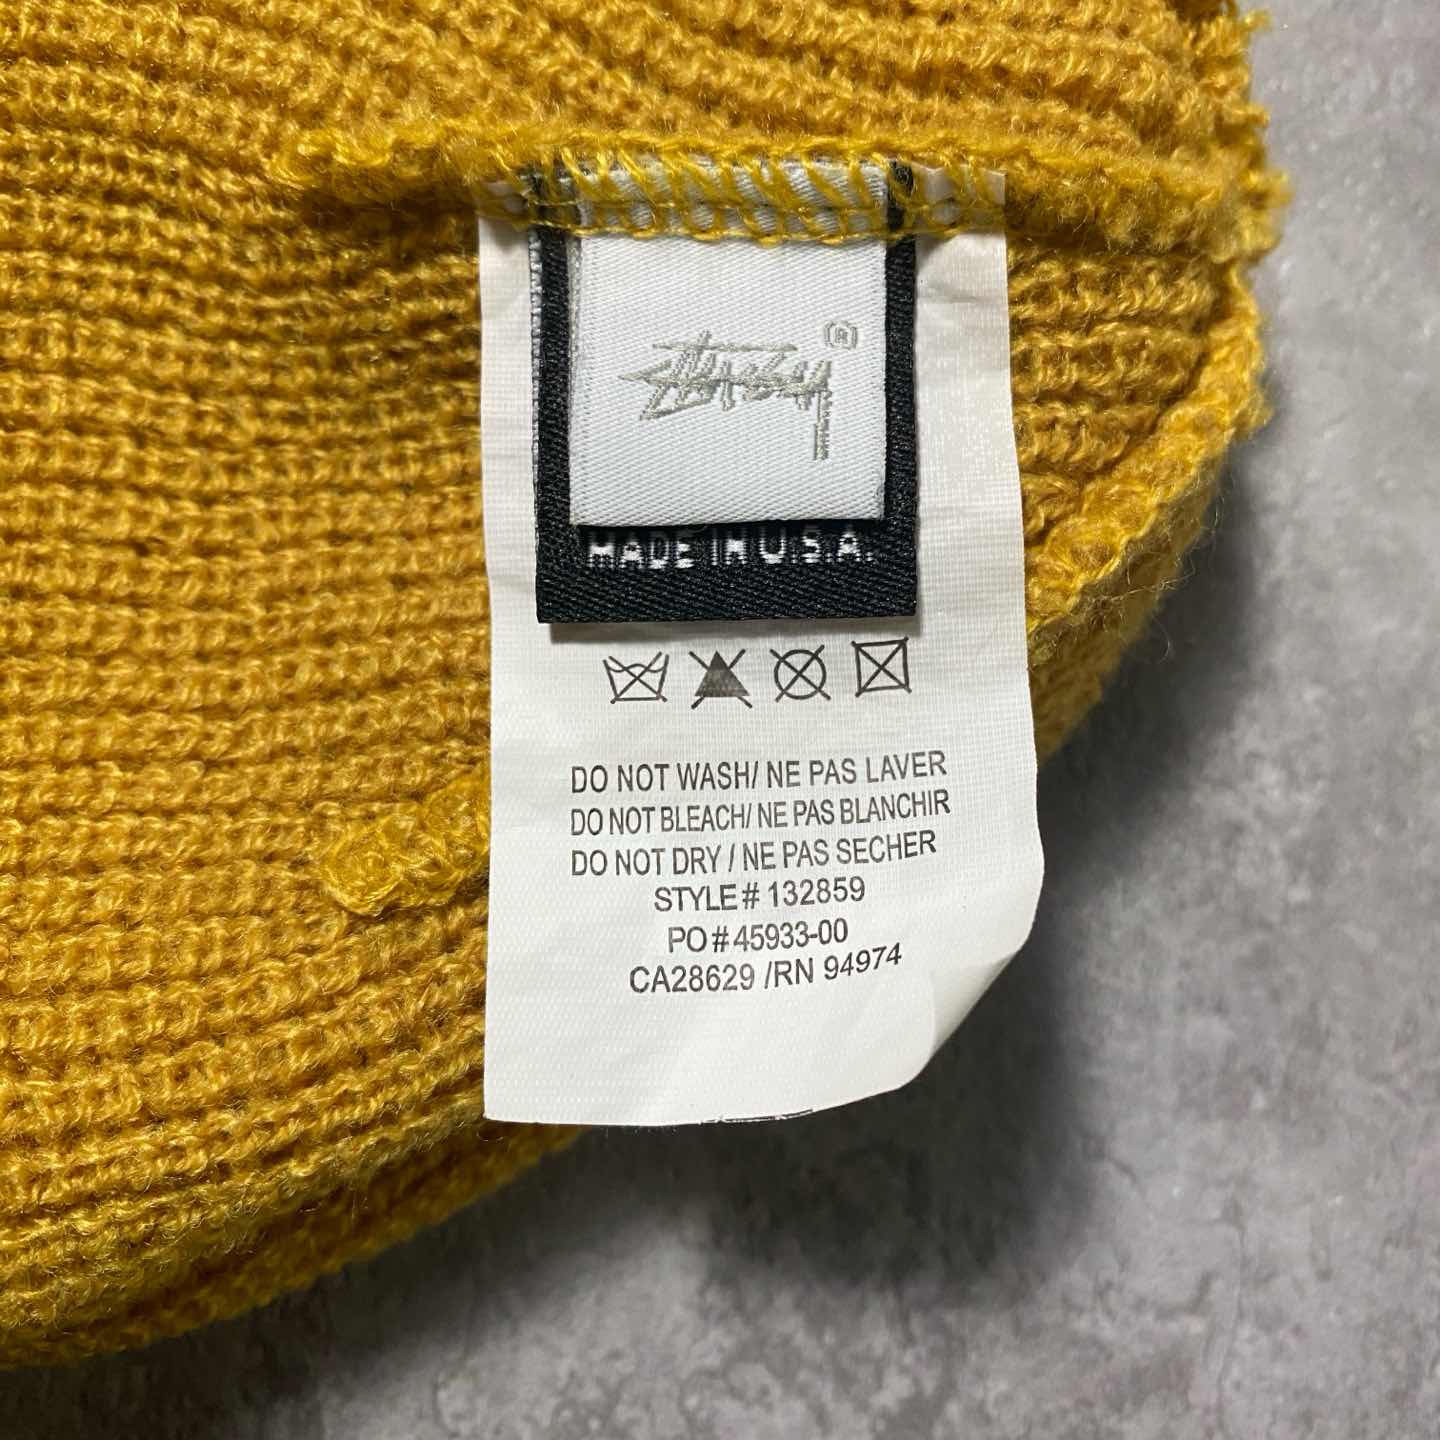 Stüssy (R)
MADE IN U.S.A.
DO NOT WASH/ NE PAS LAVER
DO NOT BLEACH/ NE PAS BLANCHIR
DO NOT DRY / NE PAS SECHER
STYLE# 132859
PO#45933-00
CA28629 /RN 94974